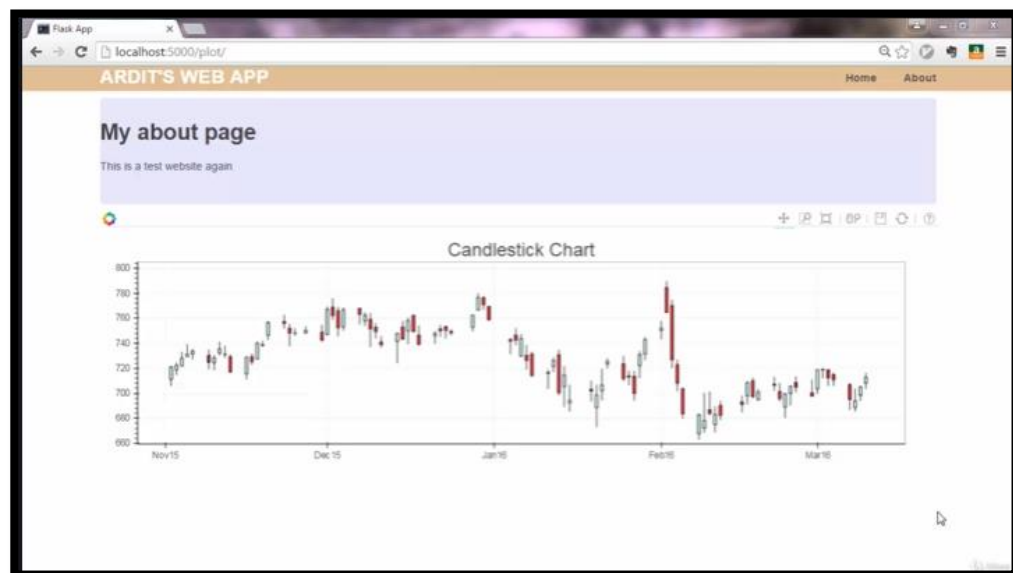 Flask App
localhost:5000/plot/
ARDIT'S WEB APP
Home About
My about page
This is a test website again
Candlestick Chart
800
780
760
740
720
700
680
660
Nov15 Dec15 Jan16 Feb16 Mar16